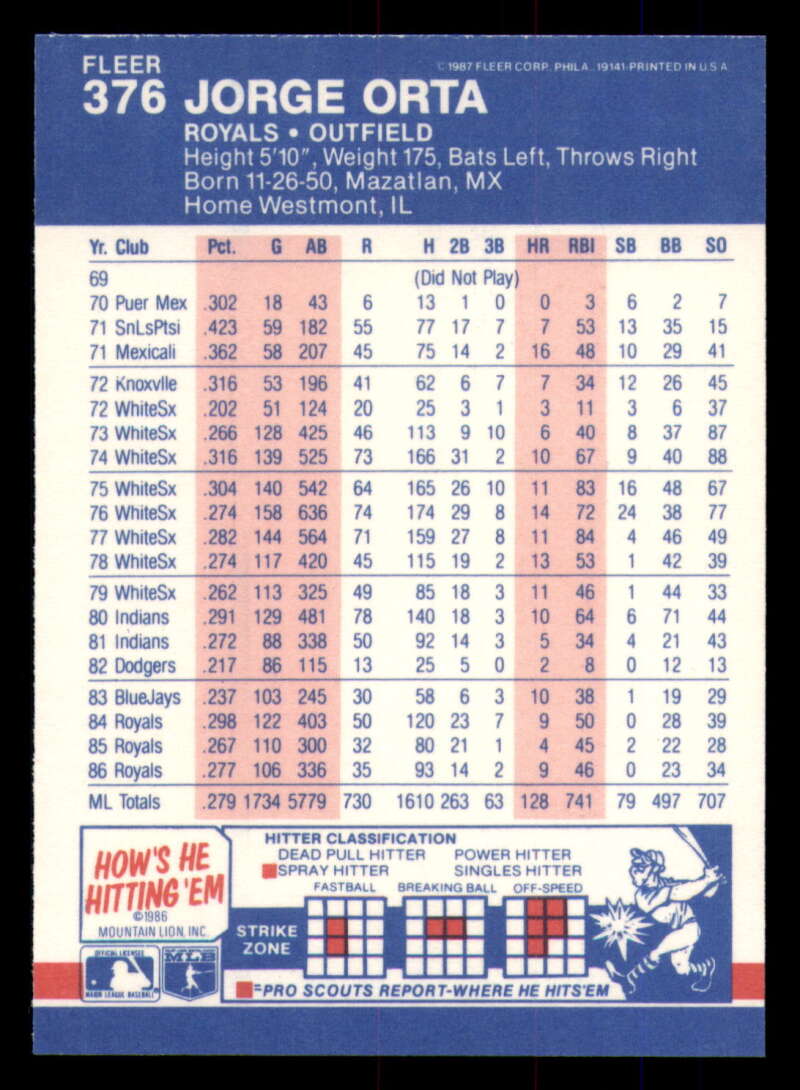 FLEER
©1987 FLEER CORP. PHILA., 19141-PRINTED IN U.S.A.
376 JORGE ORTA
ROYALS • OUTFIELD
Height 5'10", Weight 175, Bats Left, Throws Right
Born 11-26-50, Mazatlan, MX
Home Westmont, IL
Yr. Club Pct. G AB R H 2B 3B HR RBI SB BB SO
69 (Did Not Play)
70 Puer Mex .302 18 43 6 13 1 0 0 3 6 2 7
71 SnLsPtsi .423 59 182 55 77 17 7 7 53 13 35 15
71 Mexicali .362 58 207 45 75 14 2 16 48 10 29 41
72 Knoxvlle .316 53 196 41 62 6 7 7 34 12 26 45
72 WhiteSx .202 51 124 20 25 3 1 3 11 3 6 37
73 WhiteSx .266 128 425 46 113 9 10 6 40 8 37 87
74 WhiteSx .316 139 525 73 166 31 2 10 67 9 40 88
75 WhiteSx .304 140 542 64 165 26 10 11 83 16 48 67
76 WhiteSx .274 158 636 74 174 29 8 14 72 24 38 77
77 WhiteSx .282 144 564 71 159 27 8 11 84 4 46 49
78 WhiteSx .274 117 420 45 115 19 2 13 53 1 42 39
79 WhiteSx .262 113 325 49 85 18 3 11 46 1 44 33
80 Indians .291 129 481 78 140 18 3 10 64 6 71 44
81 Indians .272 88 338 50 92 14 3 5 34 4 21 43
82 Dodgers .217 86 115 13 25 5 0 2 8 0 12 13
83 BlueJays .237 103 245 30 58 6 3 10 38 1 19 29
84 Royals .298 122 403 50 120 23 7 9 50 0 28 39
85 Royals .267 110 300 32 80 21 1 4 45 2 22 28
86 Royals .277 106 336 35 93 14 2 9 46 0 23 34
ML Totals .279 1734 5779 730 1610 263 63 128 741 79 497 707
HOW'S HE
HITTING 'EM
©1986
MOUNTAIN LION, INC.
HITTER CLASSIFICATION
DEAD PULL HITTER POWER HITTER
SPRAY HITTER SINGLES HITTER
FASTBALL BREAKING BALL OFF-SPEED
STRIKE
ZONE
=PRO SCOUTS REPORT-WHERE HE HITS'EM
OFFICIAL LICENSEE
MAJOR LEAGUE BASEBALL
MLB